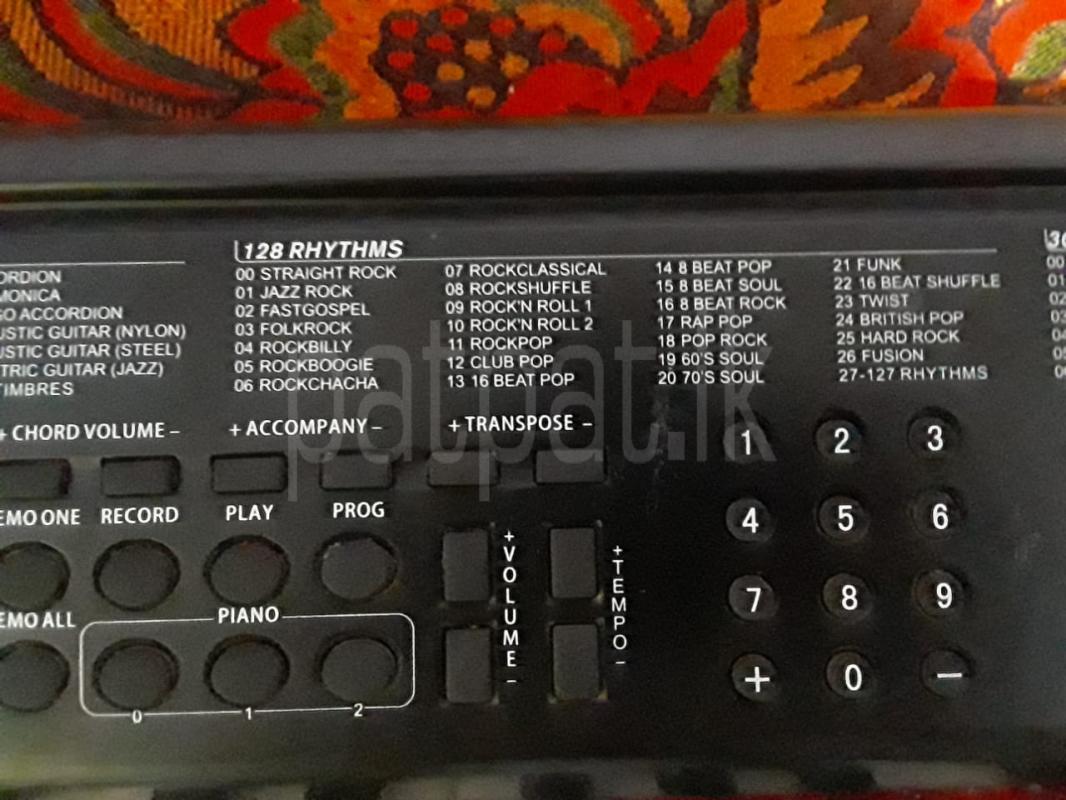 128 RHYTHMS
00 STRAIGHT ROCK
01 JAZZ ROCK
02 FASTGOSPEL
03 FOLKROCK
04 ROCKBILLY
05 ROCKBOOGIE
06 ROCKCHACHA
07 ROCKCLASSICAL
08 ROCKSHUFFLE
09 ROCK'N ROLL 1
10 ROCK'N ROLL 2
11 ROCKPOP
12 CLUB POP
13 16 BEAT POP
14 8 BEAT POP
15 8 BEAT SOUL
16 8 BEAT ROCK
17 RAP POP
18 POP ROCK
19 60'S SOUL
20 70'S SOUL
21 FUNK
22 16 BEAT SHUFFLE
23 TWIST
24 BRITISH POP
25 HARD ROCK
26 FUSION
27-127 RHYTHMS
ORDION
MONICA
GO ACCORDION
USTIC GUITAR (NYLON)
USTIC GUITAR (STEEL)
TRIC GUITAR (JAZZ)
TIMBRES
00
01
02
03
04
05
+ CHORD VOLUME -
+ ACCOMPANY -
+ TRANSPOSE -
EMO ONE
RECORD
PLAY
PROG
EMO ALL
PIANO
0
1
2
+ VOLUME -
+ TEMPO -
1 2 3
4 5 6
7 8 9
+ 0 -
patpat.lk